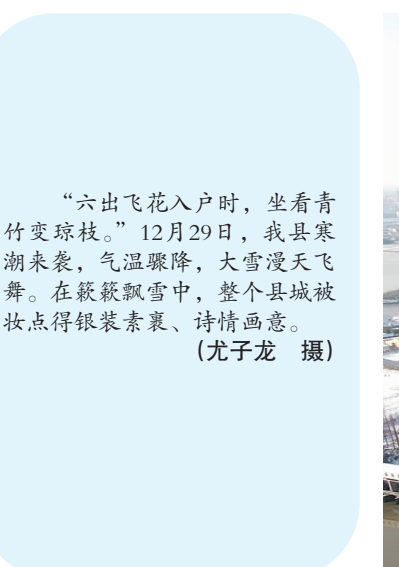 “六出飞花入户时，坐看青
竹变琼枝。”12月29日，我县寒
潮来袭，气温骤降，大雪漫天飞
舞。在簌簌飘雪中，整个县城被
妆点得银装素裹、诗情画意。
（尤子龙　摄）